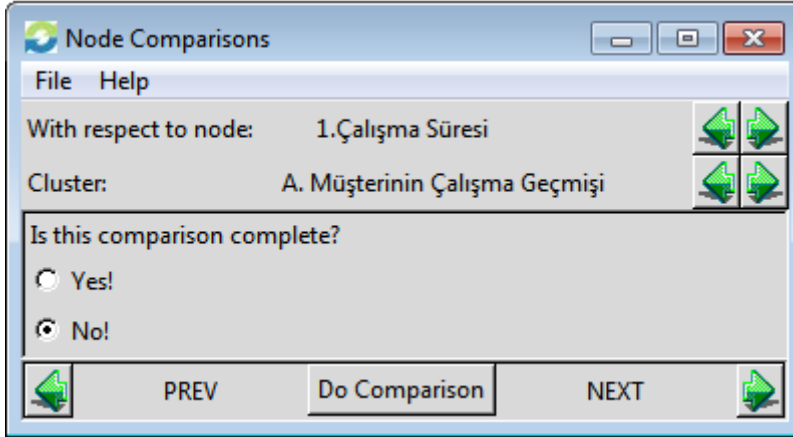 Node Comparisons
File Help
With respect to node: 1.Çalışma Süresi
Cluster: A. Müşterinin Çalışma Geçmişi
Is this comparison complete?
Yes!
No!
PREV Do Comparison NEXT